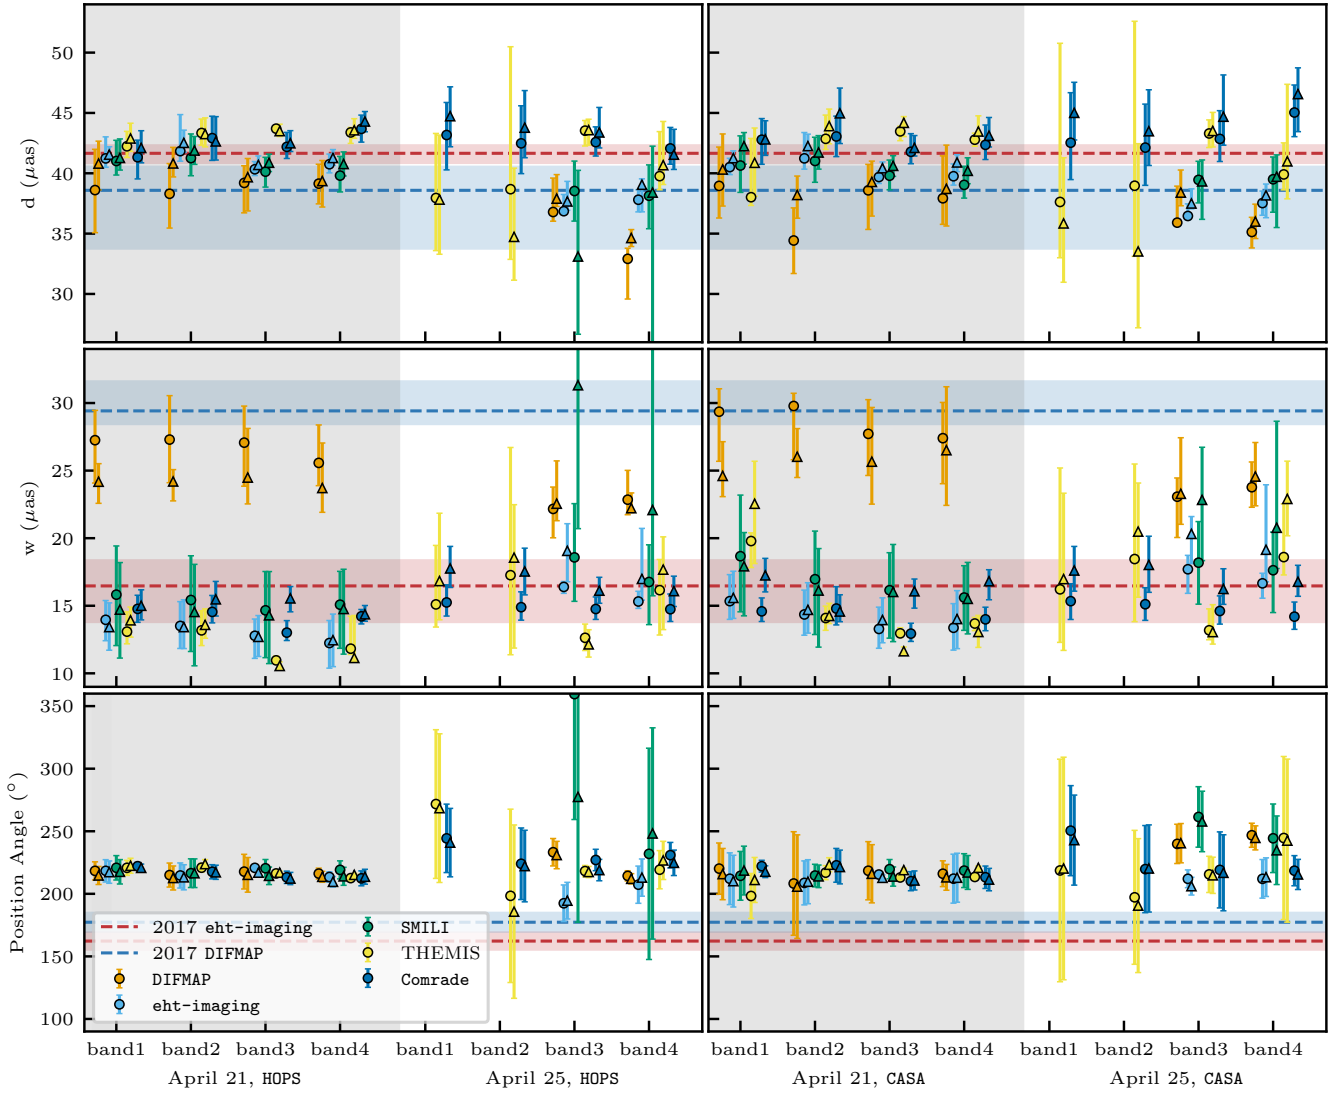 50
45
40
35
30
d (μas)
30
25
20
15
10
w (μas)
350
300
250
200
150
100
Position Angle (°)
2017 eht-imaging
2017 DIFMAP
DIFMAP
eht-imaging
SMILI
THEMIS
Comrade
band1 band2 band3 band4 band1 band2 band3 band4 band1 band2 band3 band4 band1 band2 band3 band4
April 21, HOPS April 25, HOPS April 21, CASA April 25, CASA